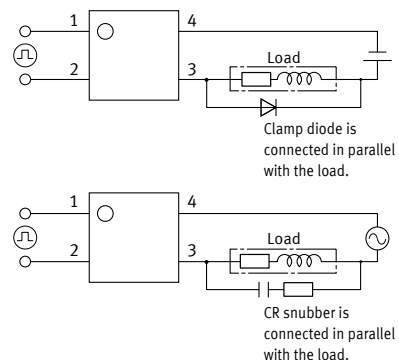 1
4
Load
2
3
Clamp diode is
connected in parallel
with the load.
1
4
Load
2
3
CR snubber is
connected in parallel
with the load.